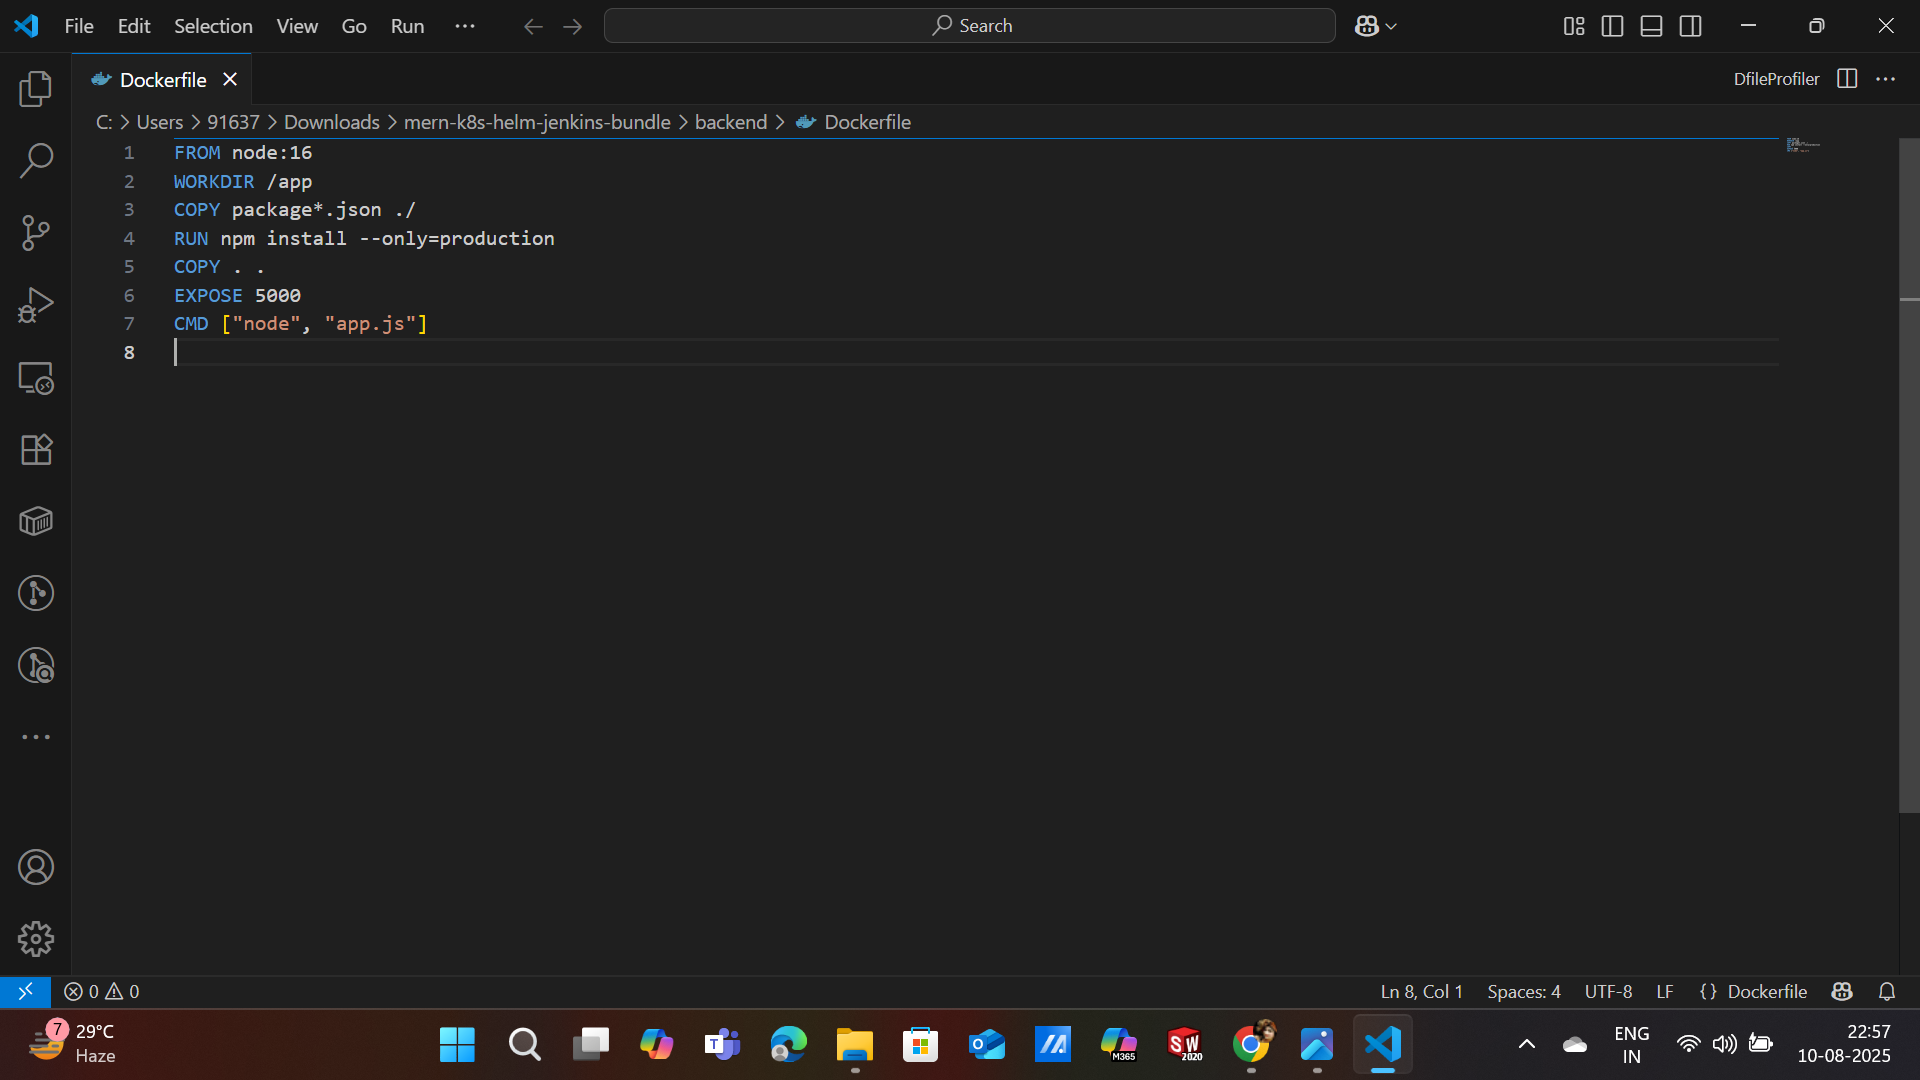 File Edit Selection View Go Run ··· Search
Dockerfile
DfileProfiler
C: > Users > 91637 > Downloads > mern-k8s-helm-jenkins-bundle > backend > Dockerfile
1 FROM node:16
2 WORKDIR /app
3 COPY package*.json ./
4 RUN npm install --only=production
5 COPY . .
6 EXPOSE 5000
7 CMD ["node", "app.js"]
8
0 0
Ln 8, Col 1 Spaces: 4 UTF-8 LF {} Dockerfile
7
29°C
Haze
T
O
M365
SW
2020
ENG
IN
22:57
10-08-2025